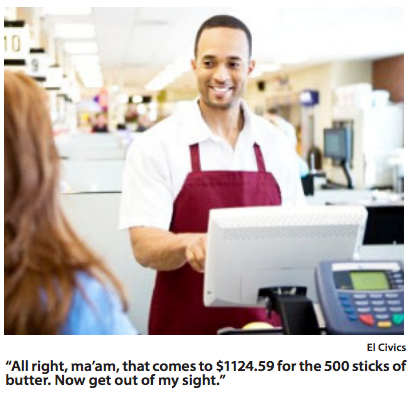 10
9
El Civics
“All right, ma’am, that comes to $1124.59 for the 500 sticks of
butter. Now get out of my sight.”